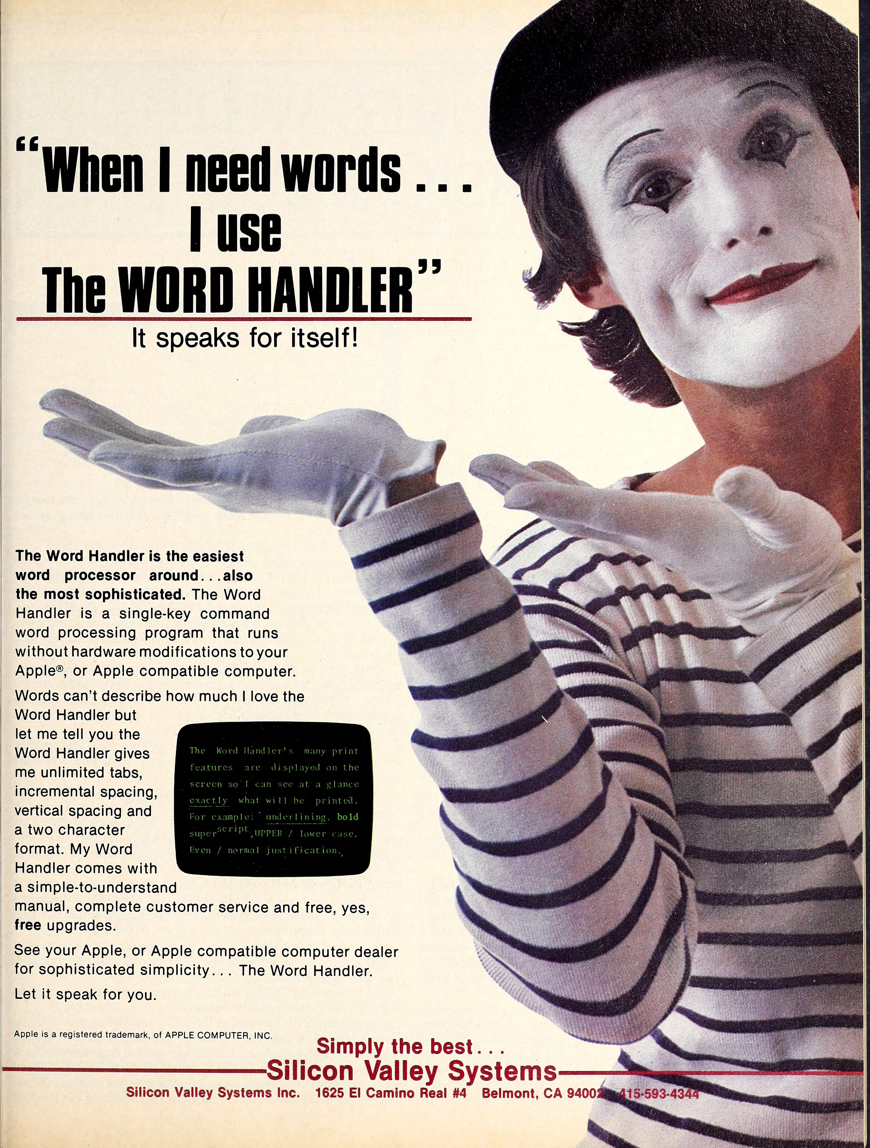 “When I need words . . .
I use
The WORD HANDLER”
It speaks for itself!
The Word Handler is the easiest
word processor around...also
the most sophisticated. The Word
Handler is a single-key command
word processing program that runs
without hardware modifications to your
Apple®, or Apple compatible computer.
Words can't describe how much I love the
Word Handler but
let me tell you the
Word Handler gives
me unlimited tabs,
incremental spacing,
vertical spacing and
a two character
format. My Word
Handler comes with
a simple-to-understand
manual, complete customer service and free, yes,
free upgrades.
The Word Handler's many print
features are displayed on the
screen so I can see at a glance
exactly what will be printed.
For example: underlining, bold
superscript, UPPER / lower case,
Even / normal justification.
See your Apple, or Apple compatible computer dealer
for sophisticated simplicity... The Word Handler.
Let it speak for you.
Apple is a registered trademark, of APPLE COMPUTER, INC.
Simply the best...
Silicon Valley Systems
Silicon Valley Systems Inc. 1625 El Camino Real #4 Belmont, CA 94002 415-593-4344